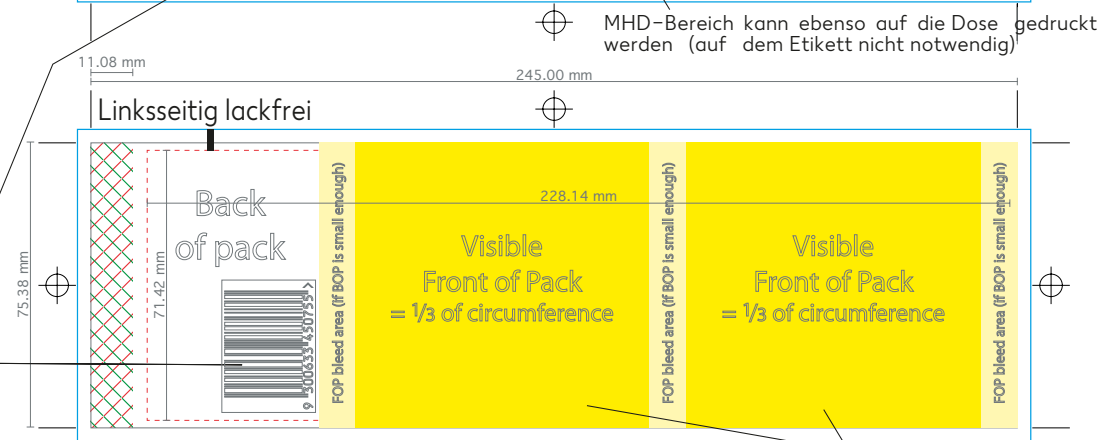 MHD-Bereich kann ebenso auf die Dose gedruckt
werden (auf dem Etikett nicht notwendig)
11.08 mm
245.00 mm
Linksseitig lackfrei
75.38 mm
71.42 mm
228.14 mm
Back
of pack
9 300633 450755 >
FOP bleed area (if BOP is small enough)
Visible
Front of Pack
= 1/3 of circumference
FOP bleed area (if BOP is small enough)
Visible
Front of Pack
= 1/3 of circumference
FOP bleed area (if BOP is small enough)